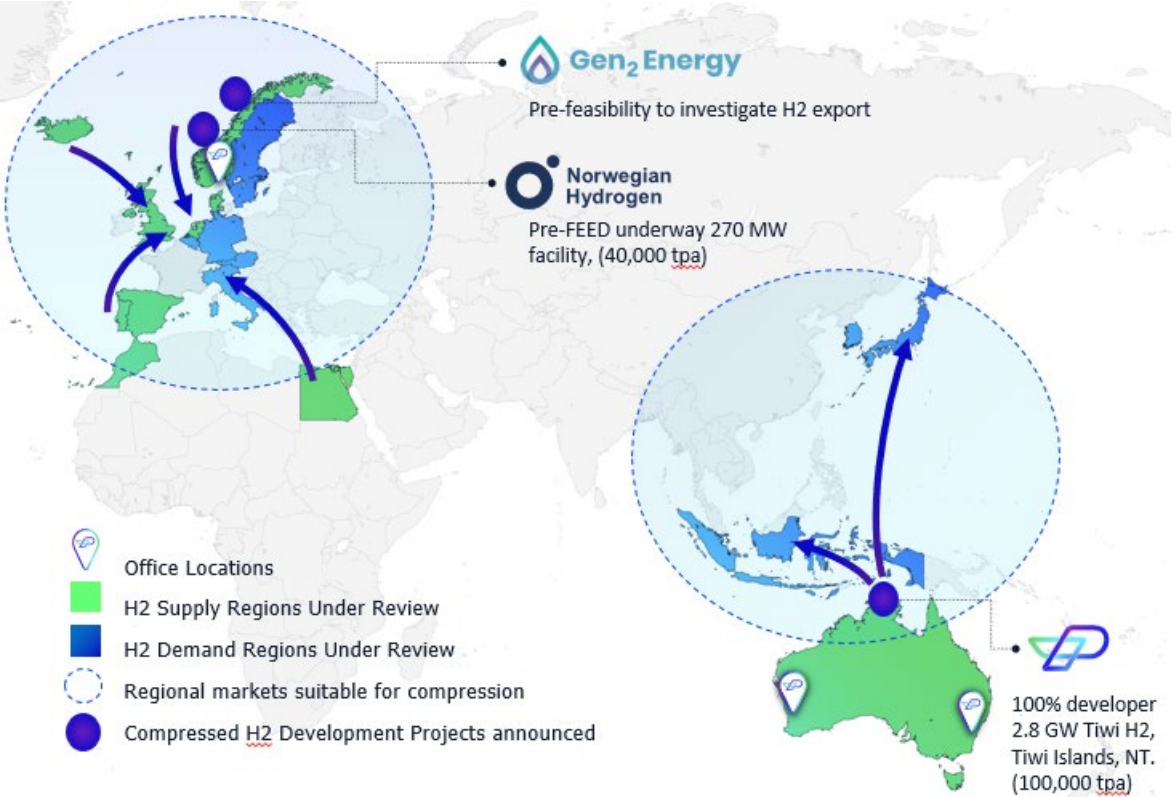 Gen2 Energy
Pre-feasibility to investigate H2 export
Norwegian
Hydrogen
Pre-FEED underway 270 MW
facility, (40,000 tpa)
Office Locations
H2 Supply Regions Under Review
H2 Demand Regions Under Review
Regional markets suitable for compression
Compressed H2 Development Projects announced
100% developer
2.8 GW Tiwi H2,
Tiwi Islands, NT.
(100,000 tpa)